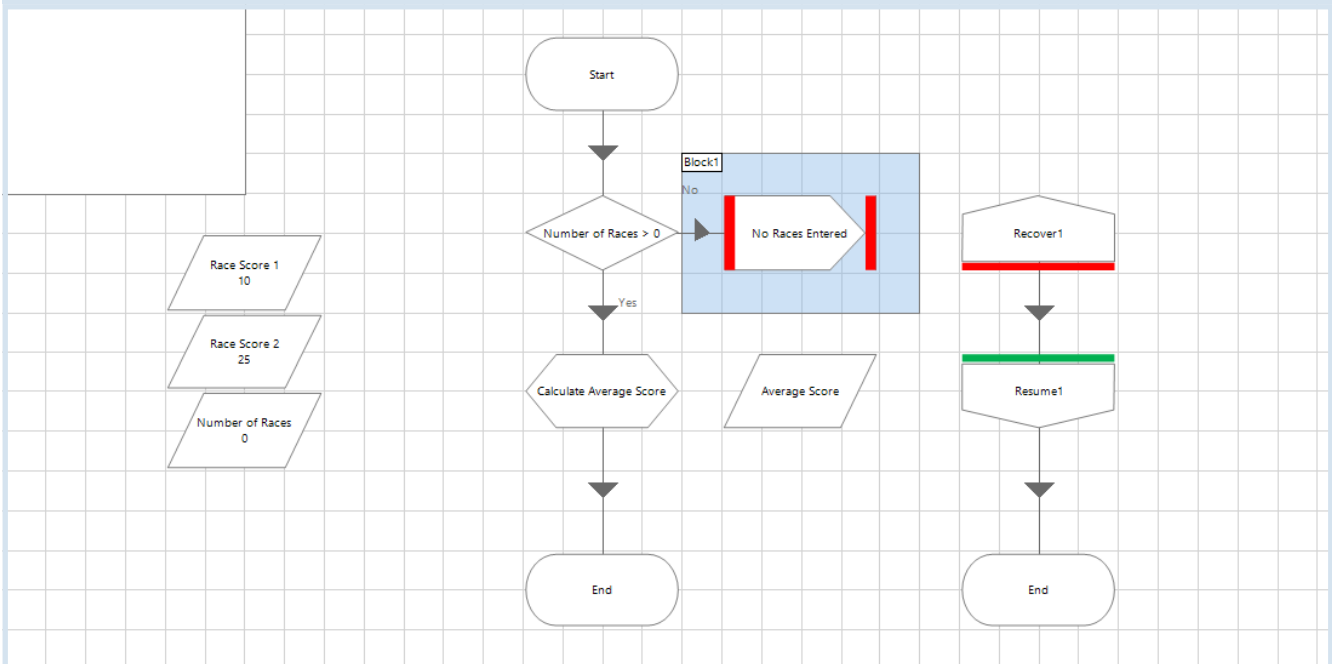 Start
Block1
No
Number of Races > 0
No Races Entered
Recover1
Race Score 1
10
Yes
Race Score 2
25
Calculate Average Score
Average Score
Resume1
Number of Races
0
End
End